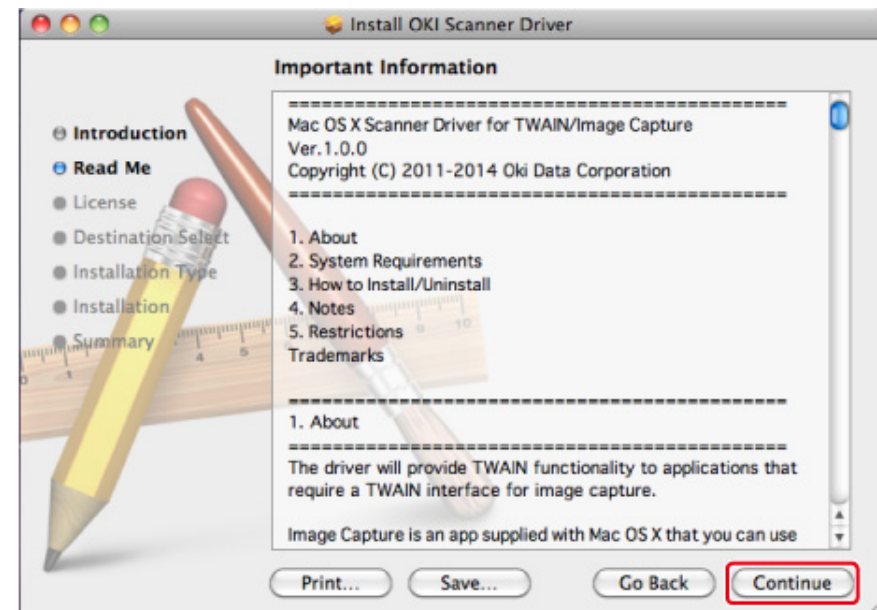 Install OKI Scanner Driver
Important Information
Introduction
Read Me
License
Destination Select
Installation Type
Installation
Summary
================================================
Mac OS X Scanner Driver for TWAIN/Image Capture
Ver.1.0.0
Copyright (C) 2011-2014 Oki Data Corporation
================================================
1. About
2. System Requirements
3. How to Install/Uninstall
4. Notes
5. Restrictions
Trademarks
================================================
1. About
================================================
The driver will provide TWAIN functionality to applications that
require a TWAIN interface for image capture.
Image Capture is an app supplied with Mac OS X that you can use
Print... Save... Go Back Continue